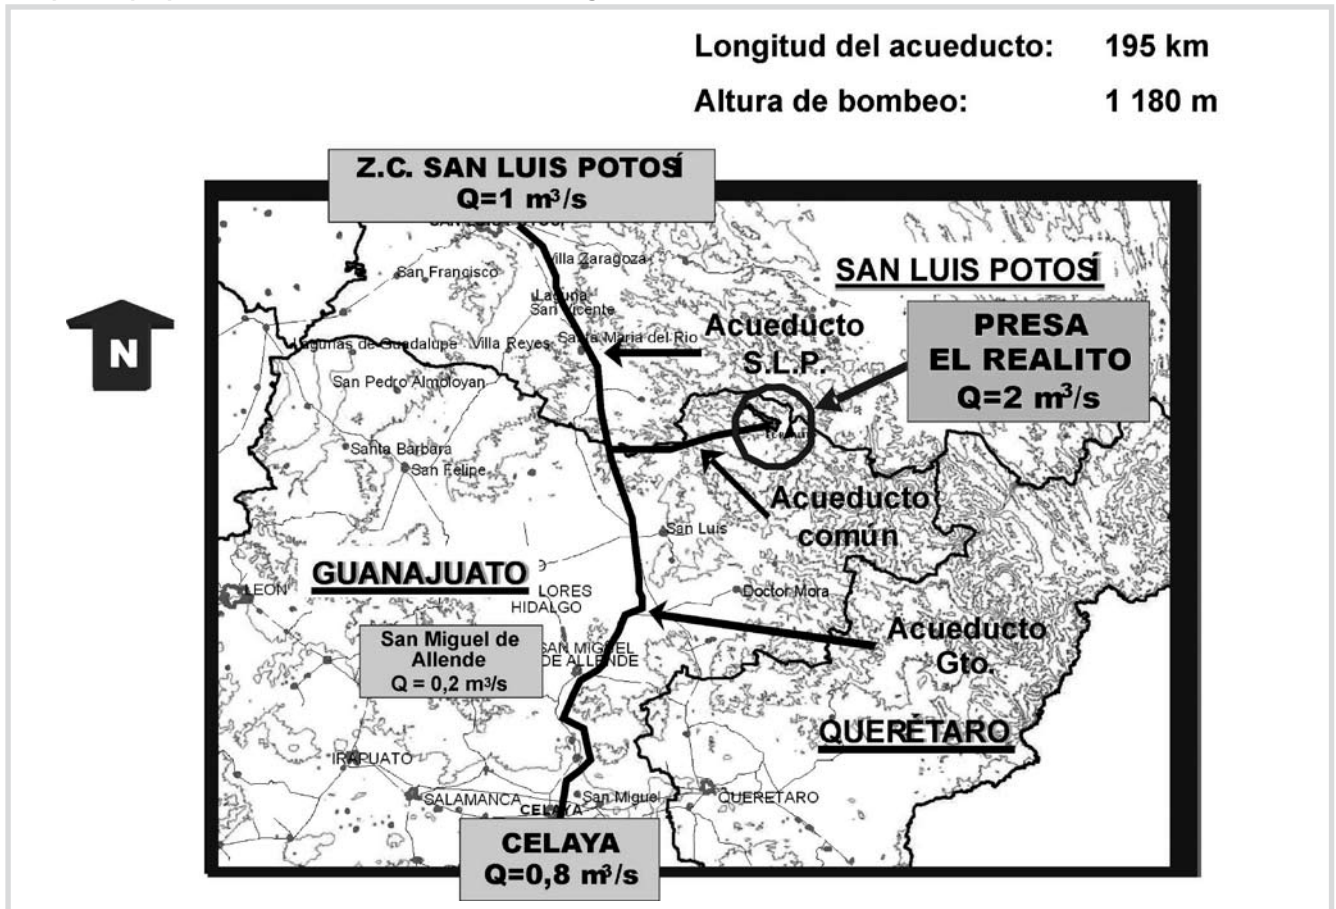 Longitud del acueducto: 195 km
Altura de bombeo: 1 180 m
Z.C. SAN LUIS POTOSÍ
Q=1 m³/s
Villa Zaragoza
San Francisco
SAN LUIS POTOSÍ
Laguna
San Vicente
PRESA
EL REALITO
Q=2 m³/s
Acueducto
S.L.P.
N
Lagunas de Guadalupe
Villa Reyes
Santa Maria del Rio
San Pedro Almoloyan
Santa Barbara
San Felipe
Acueducto
común
San Luis
GUANAJUATO
LEON
LORES
HIDALGO
Doctor Mora
San Miguel de
Allende
Q = 0,2 m³/s
SAN MIGUEL
DE ALLENDE
Acueducto
Gto.
QUERÉTARO
IRAPUATO
SALAMANCA
San Miguel
QUERETARO
CELAYA
CELAYA
Q=0,8 m³/s